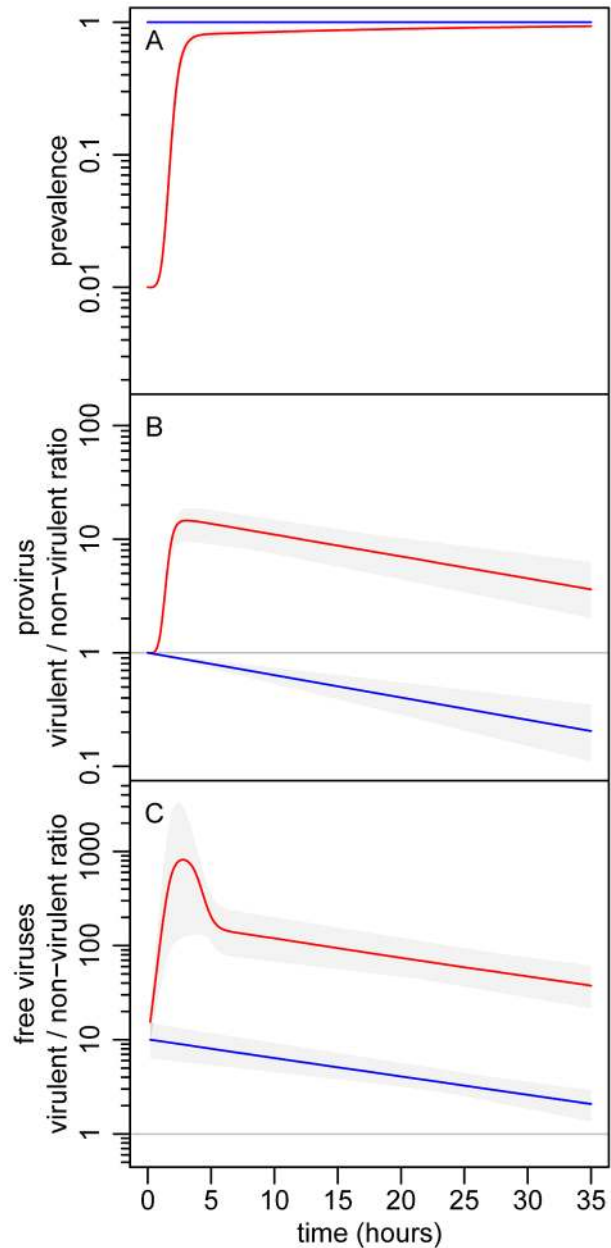 A
1
0.1
0.01
prevalence
B
100
10
1
0.1
provirus
virulent / non−virulent ratio
C
1000
100
10
1
free viruses
virulent / non−virulent ratio
0 5 10 15 20 25 30 35
time (hours)